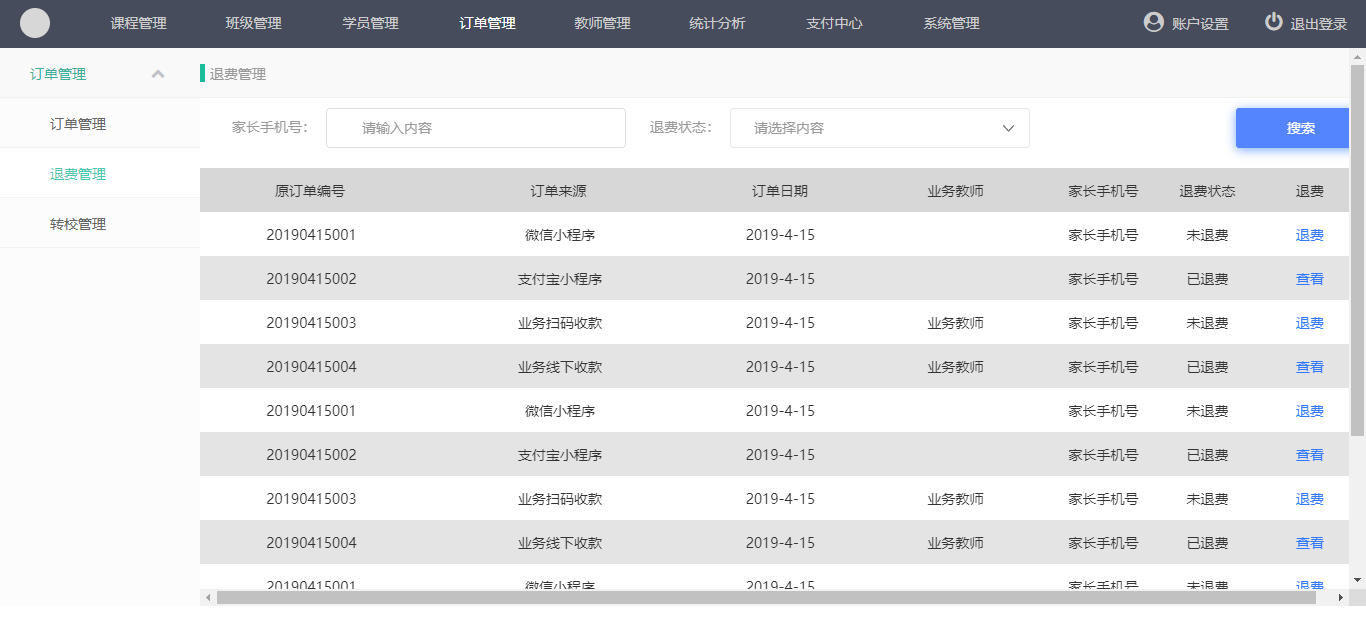 课程管理 班级管理 学员管理 订单管理 教师管理 统计分析 支付中心 系统管理 账户设置 退出登录
订单管理
订单管理
退费管理
转校管理
退费管理
家长手机号： 请输入内容 退费状态： 请选择内容 搜索
原订单编号 订单来源 订单日期 业务教师 家长手机号 退费状态 退费
20190415001 微信小程序 2019-4-15 家长手机号 未退费 退费
20190415002 支付宝小程序 2019-4-15 家长手机号 已退费 查看
20190415003 业务扫码收款 2019-4-15 业务教师 家长手机号 未退费 退费
20190415004 业务线下收款 2019-4-15 业务教师 家长手机号 已退费 查看
20190415001 微信小程序 2019-4-15 家长手机号 未退费 退费
20190415002 支付宝小程序 2019-4-15 家长手机号 已退费 查看
20190415003 业务扫码收款 2019-4-15 业务教师 家长手机号 未退费 退费
20190415004 业务线下收款 2019-4-15 业务教师 家长手机号 已退费 查看
20190415001 微信小程序 2019-4-15 家长手机号 未退费 退费